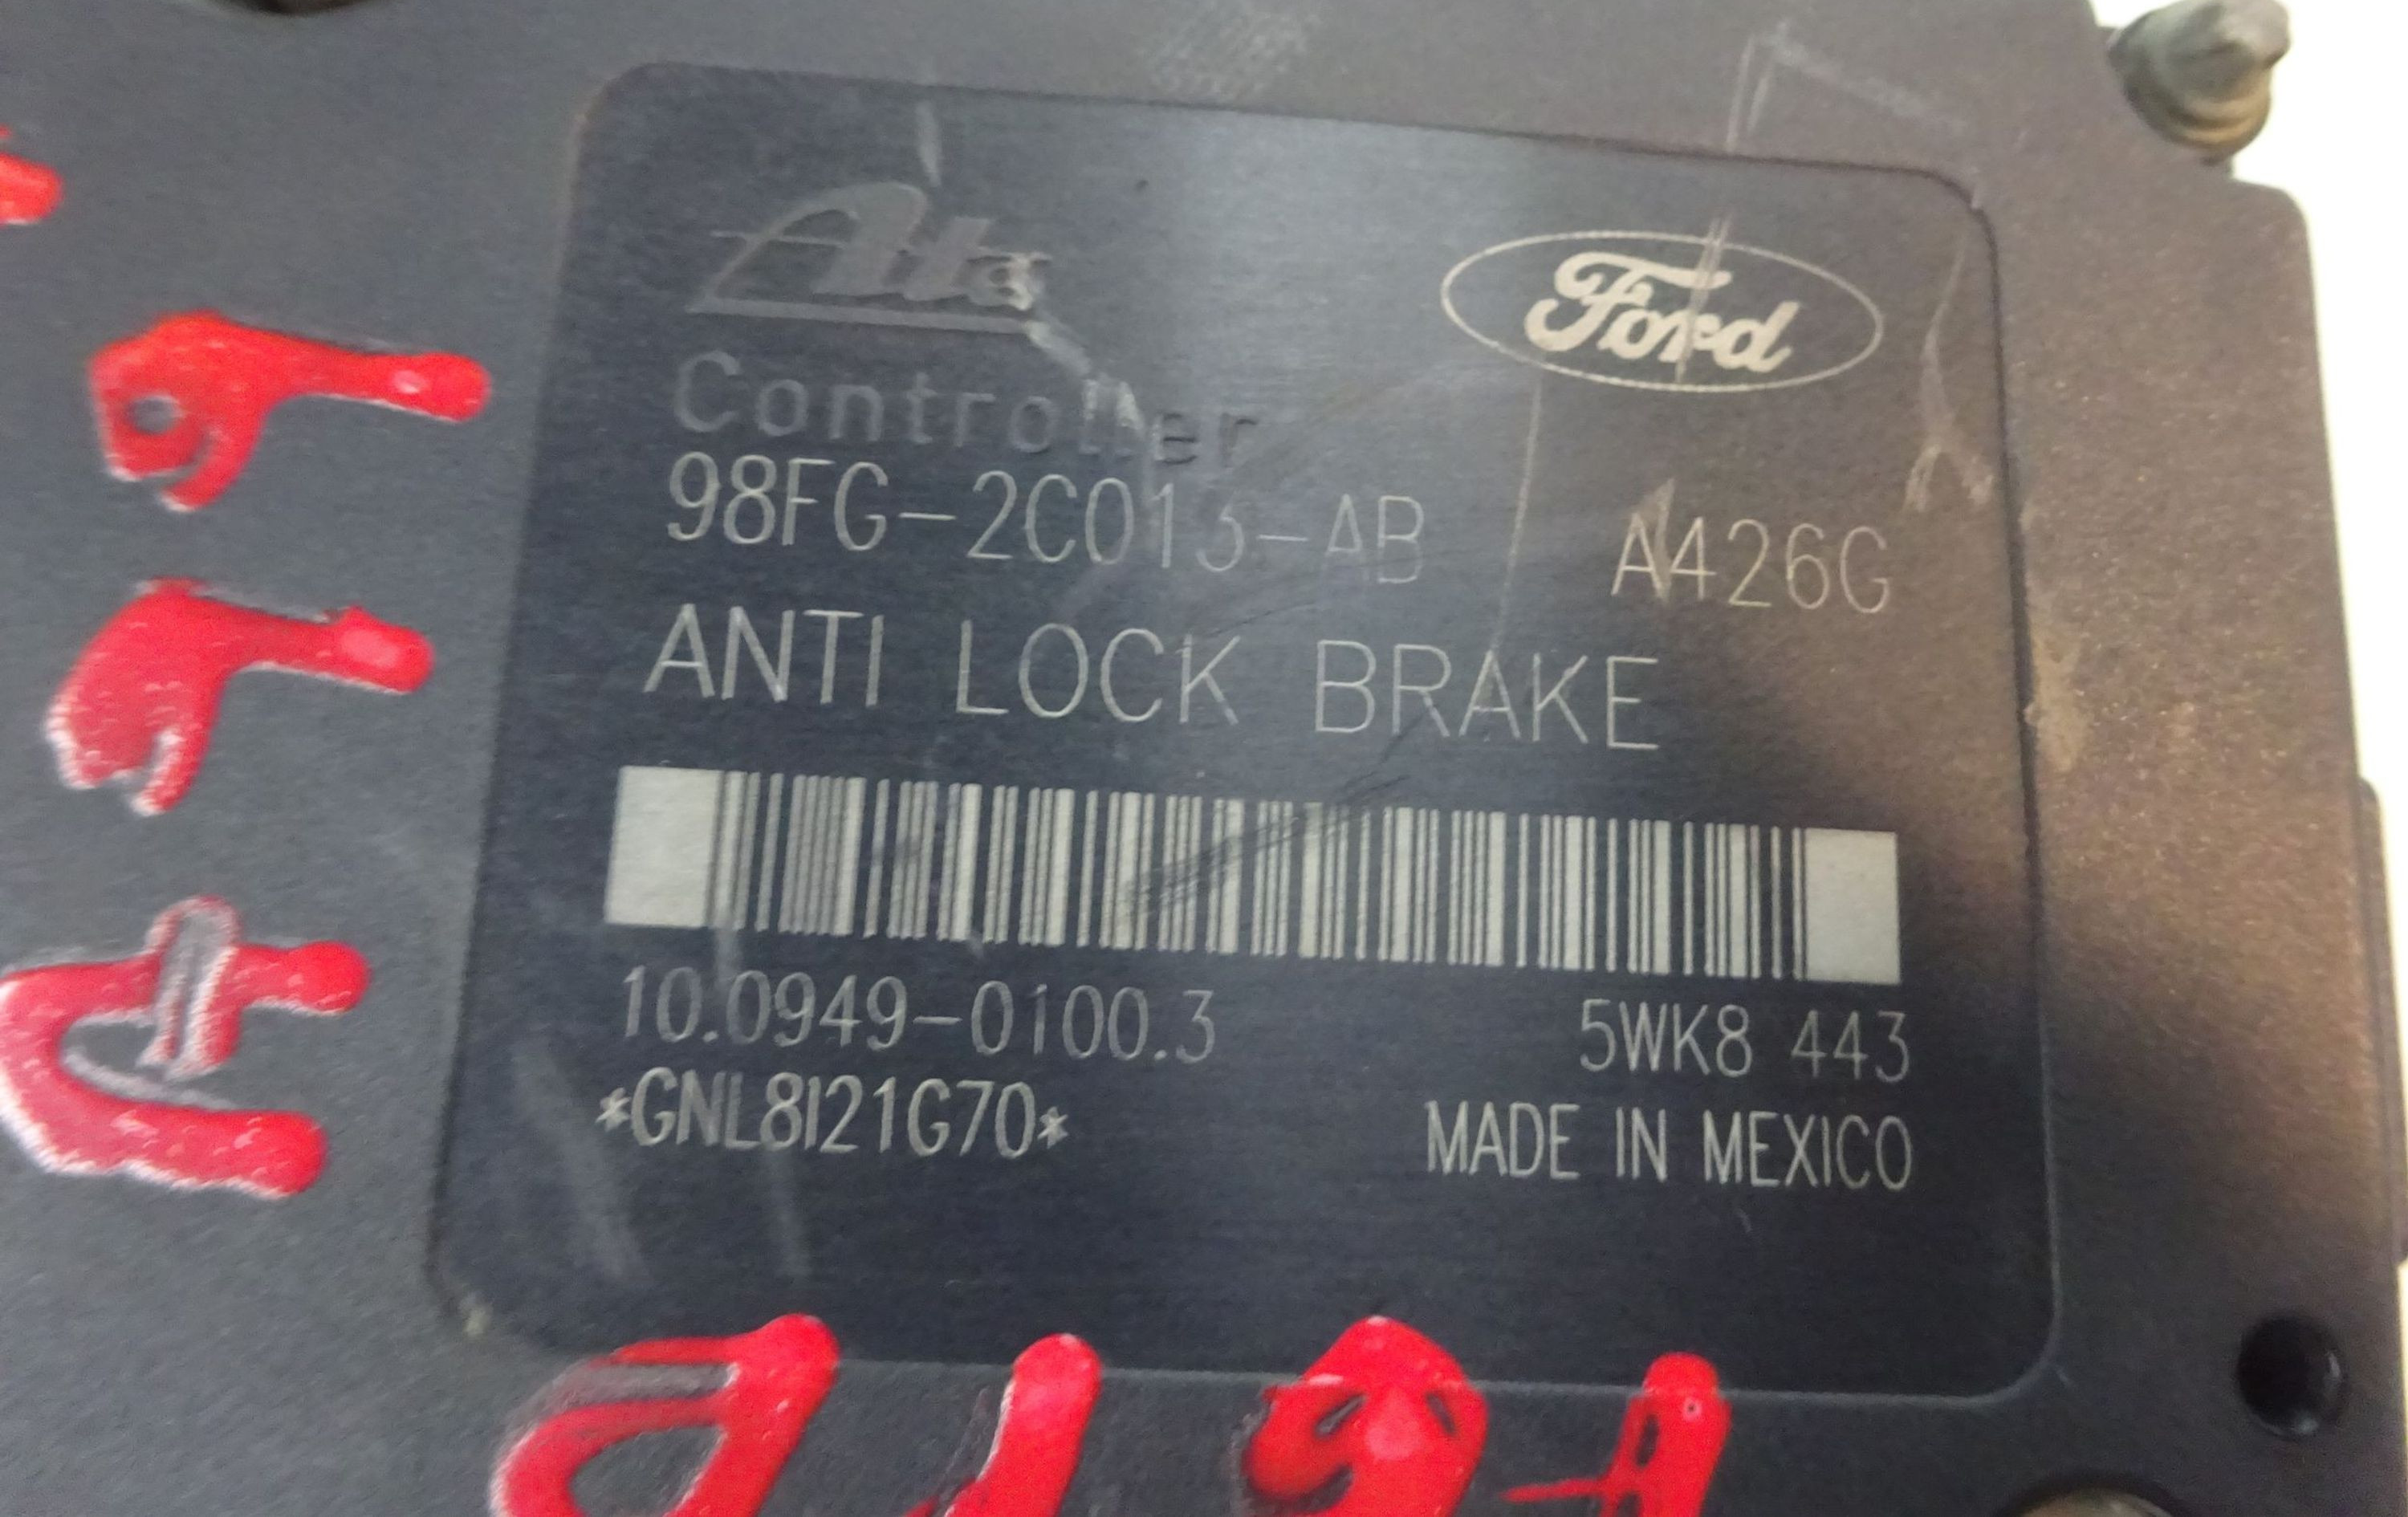 Ate
Ford
Controller
98FG-2C013-AB A426G
ANTI LOCK BRAKE
10.0949-0100.3 5WK8 443
*GNL8I21G70* MADE IN MEXICO